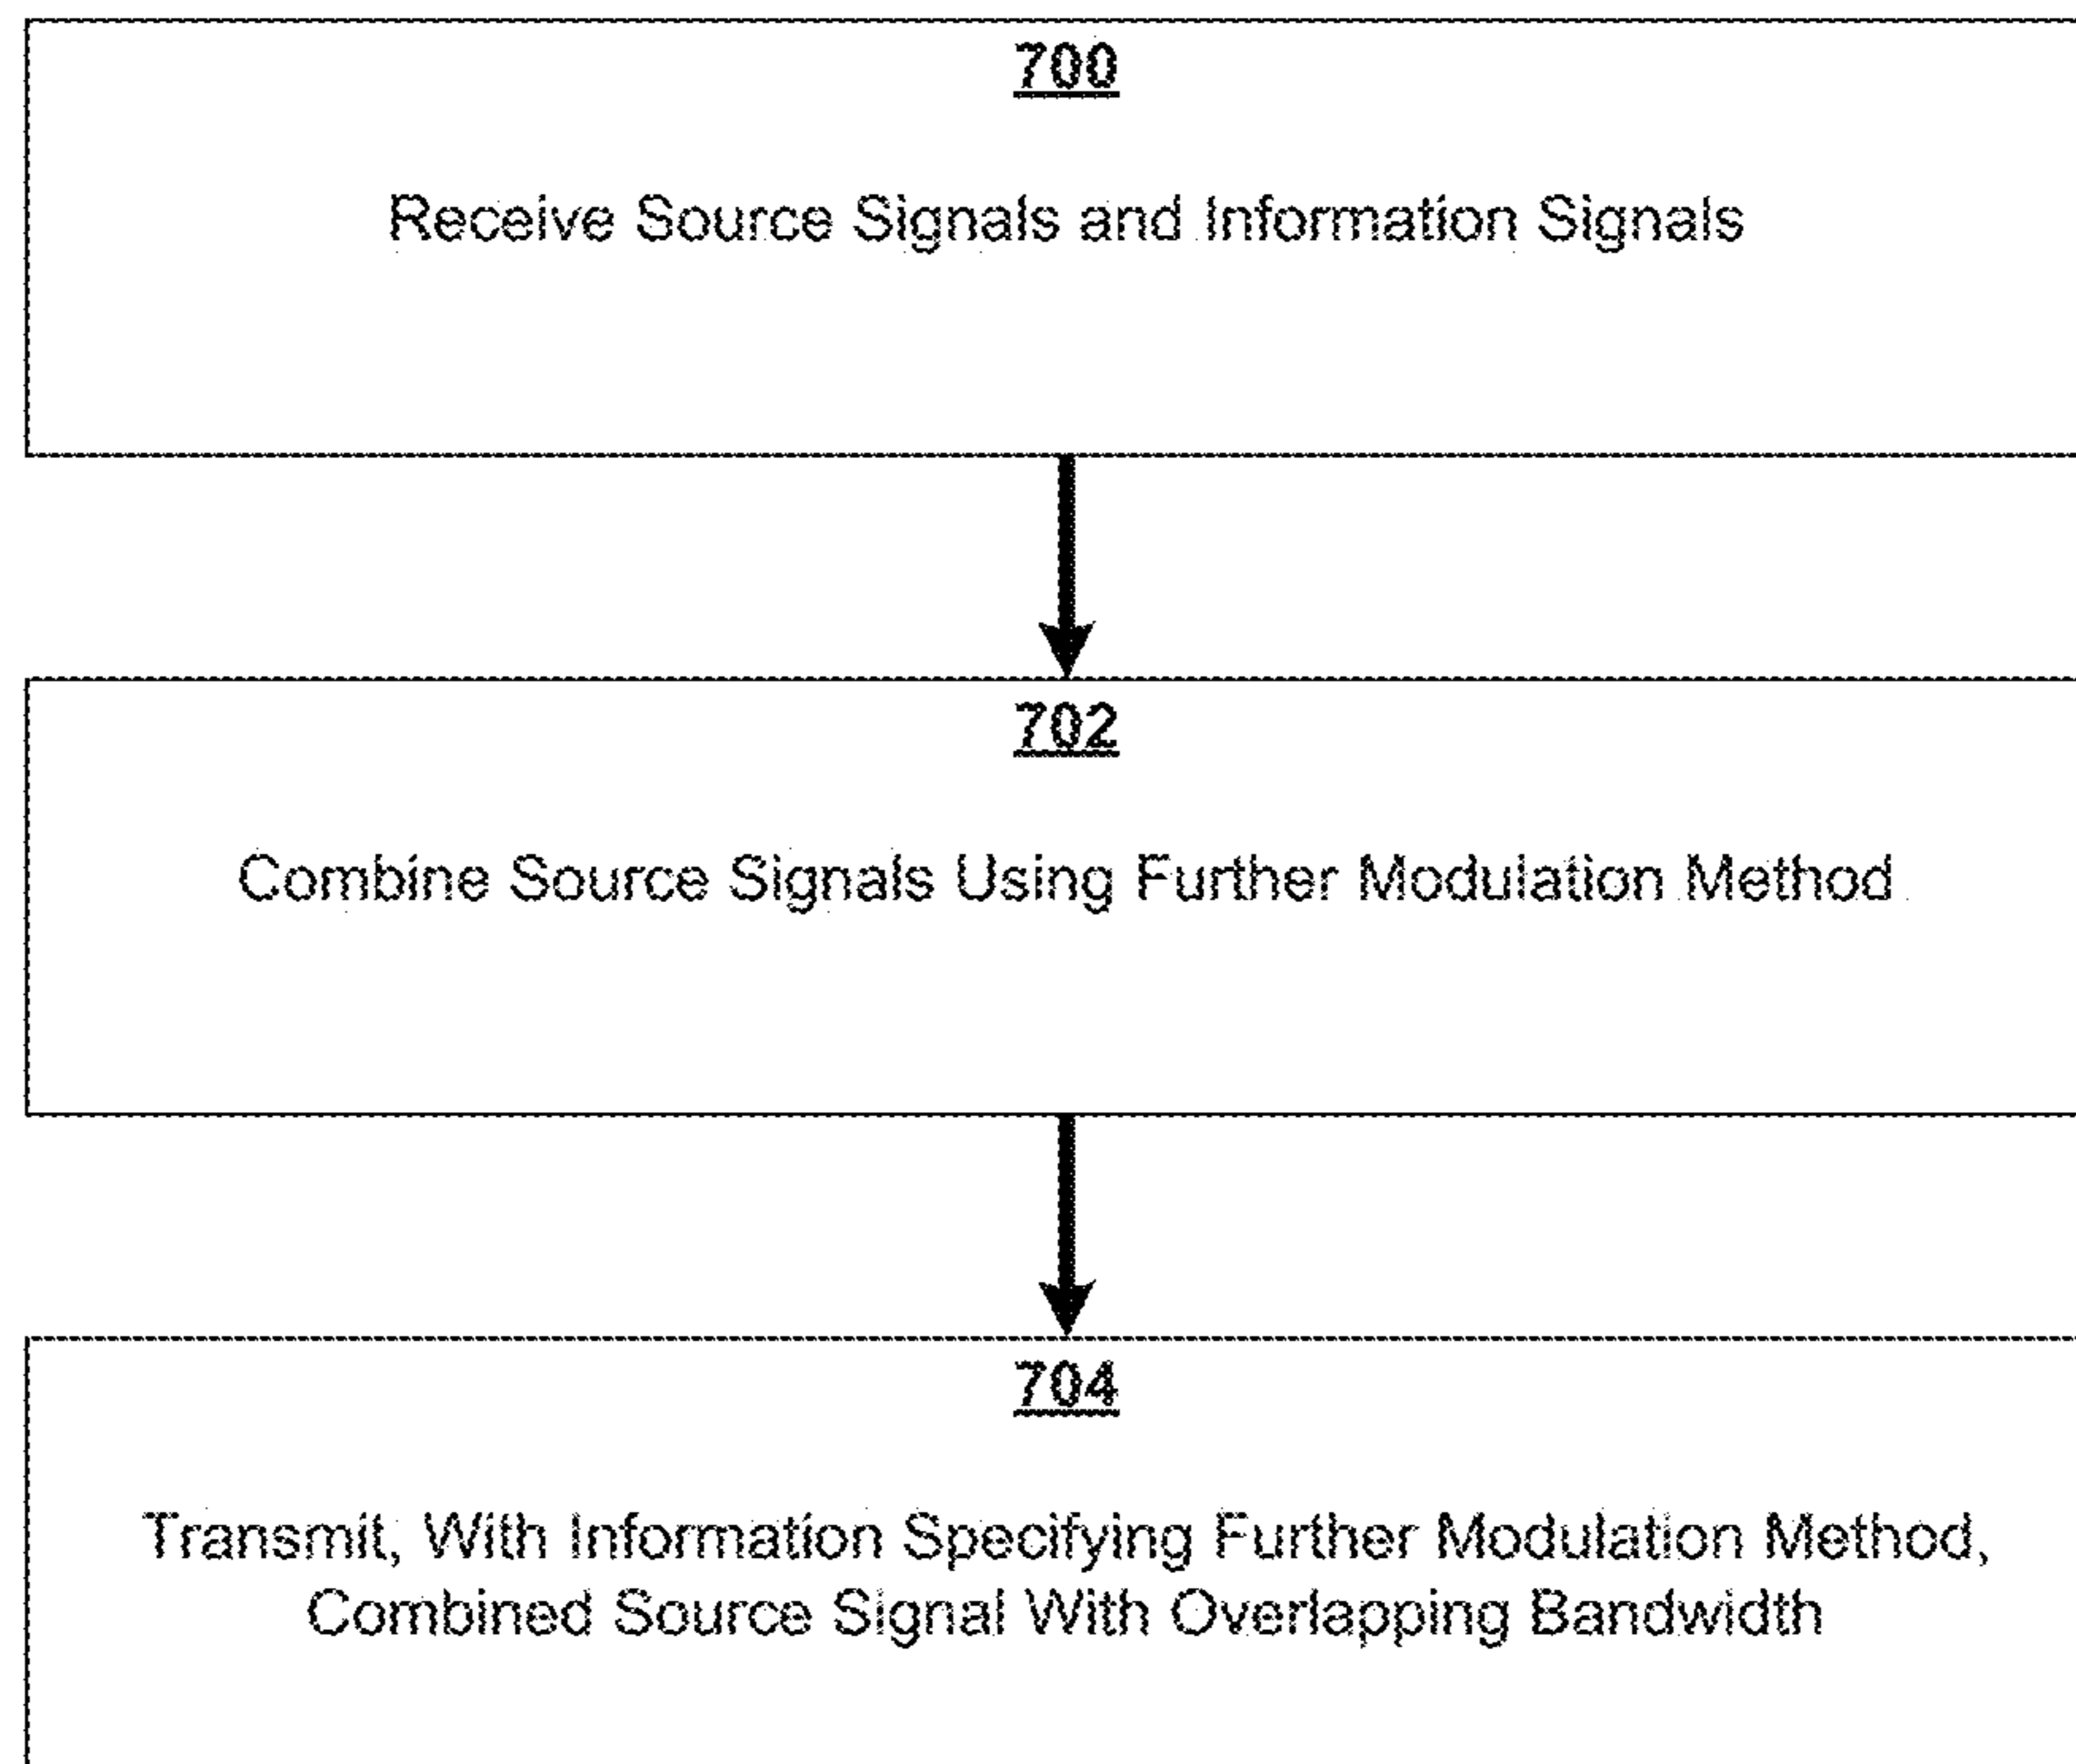 700
Receive Source Signals and Information Signals
702
Combine Source Signals Using Further Modulation Method
704
Transmit, With Information Specifying Further Modulation Method,
Combined Source Signal With Overlapping Bandwidth